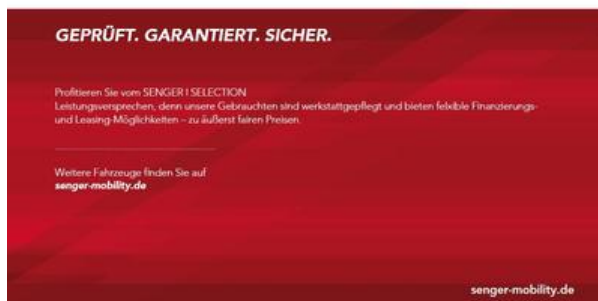 GEPRÜFT. GARANTIERT. SICHER.
Profitieren Sie vom SENGER I SELECTION
Leistungsversprechen, denn unsere Gebrauchten sind werkstattgepflegt und bieten felxible Finanzierungs-
und Leasing-Möglichkeiten – zu äußerst fairen Preisen.
Weitere Fahrzeuge finden Sie auf
senger-mobility.de
senger-mobility.de